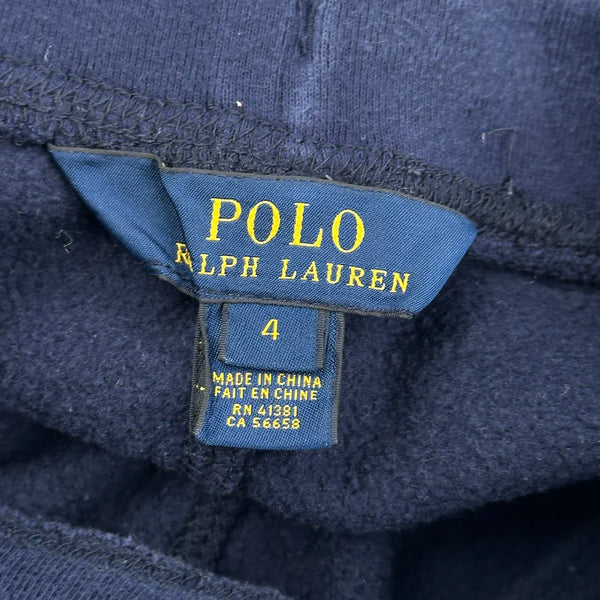 POLO
RALPH LAUREN
4
MADE IN CHINA
FAIT EN CHINE
RN 41381
CA 56658